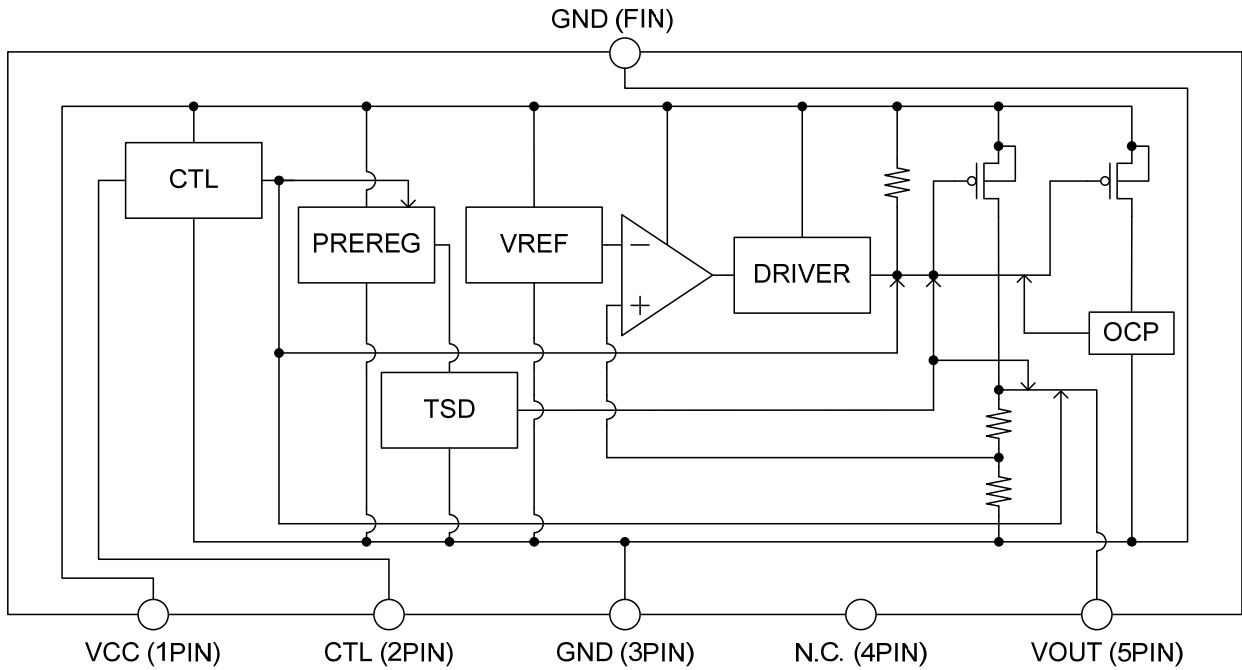 GND (FIN)
CTL
PREREG
VREF
−
+
DRIVER
OCP
TSD
VCC (1PIN)
CTL (2PIN)
GND (3PIN)
N.C. (4PIN)
VOUT (5PIN)